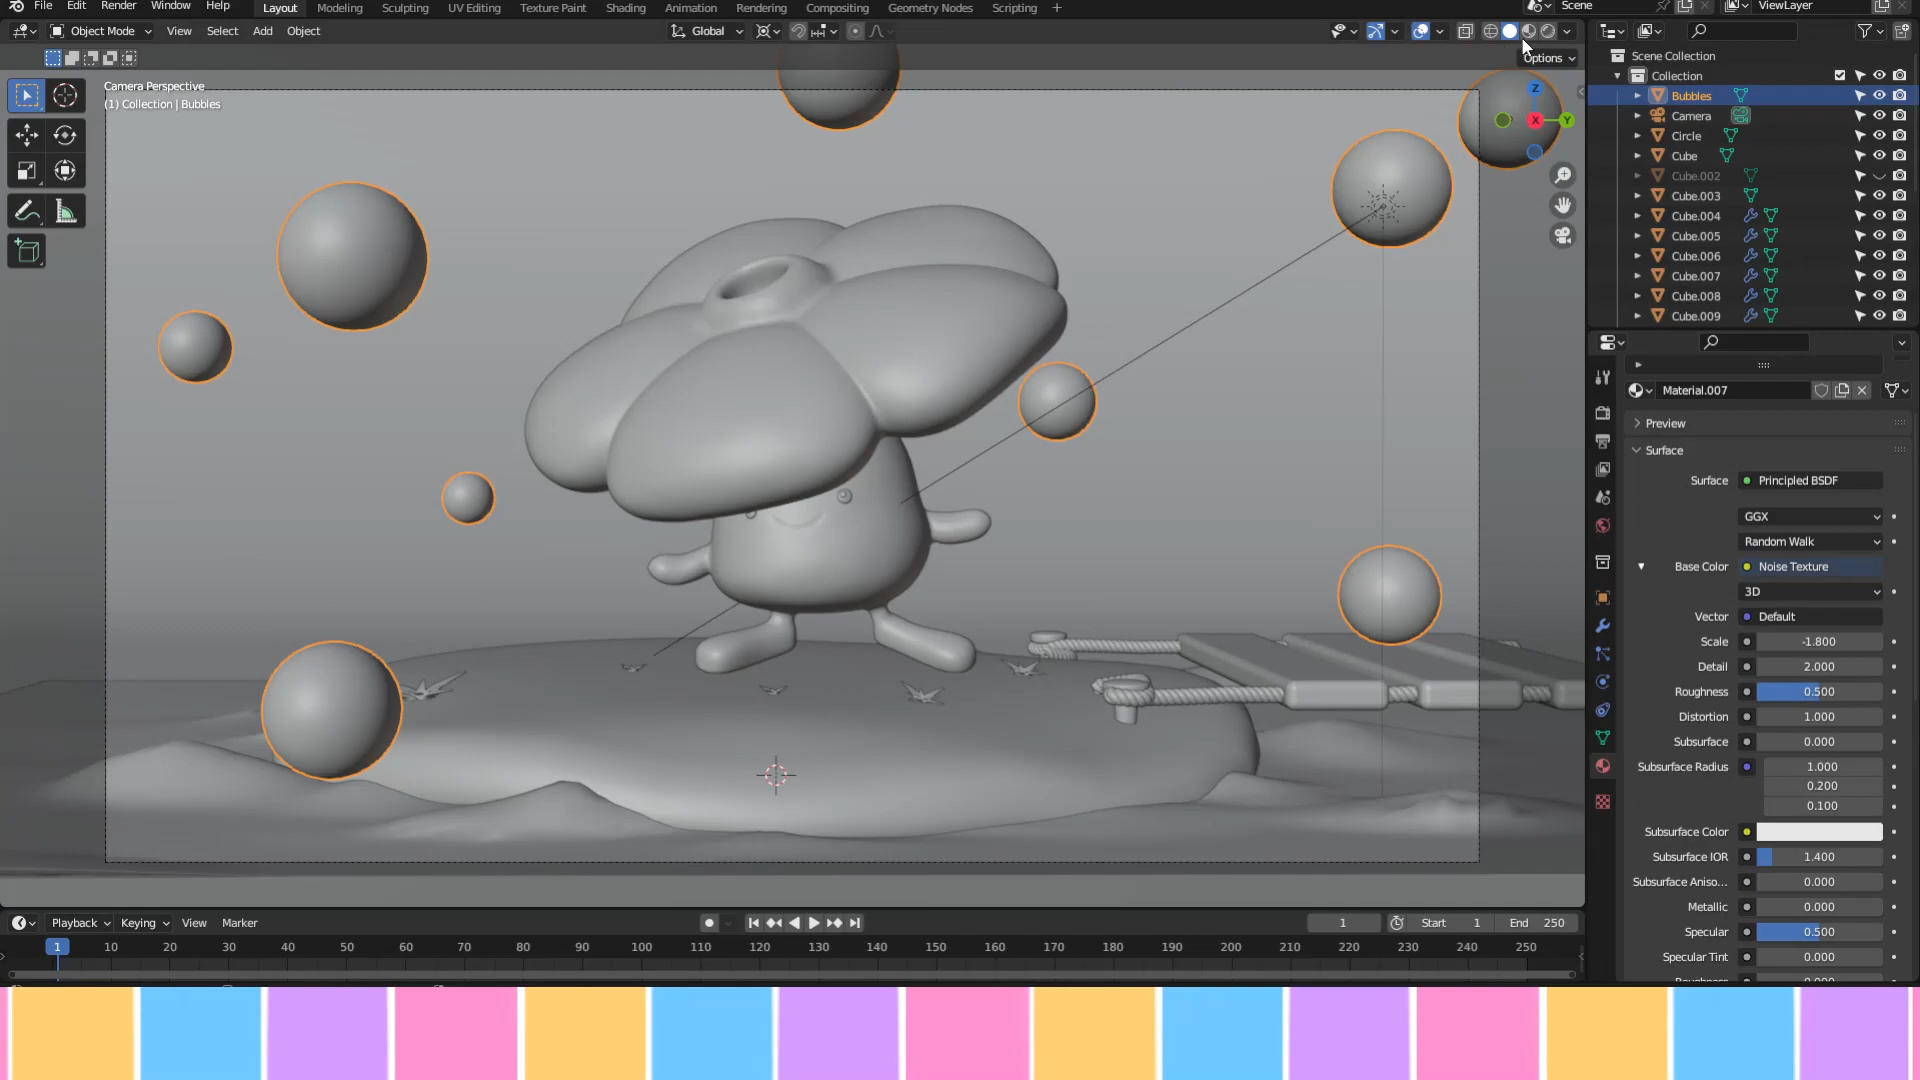 File Edit Render Window Help Layout Modeling Sculpting UV Editing Texture Paint Shading Animation Rendering Compositing Geometry Nodes Scripting + Scene ViewLayer
Object Mode View Select Add Object Global
Options
Camera Perspective
(1) Collection | Bubbles
Z
X
Y
Scene Collection
Collection
Bubbles
Camera
Circle
Cube
Cube.002
Cube.003
Cube.004
Cube.005
Cube.006
Cube.007
Cube.008
Cube.009
Material.007
Preview
Surface
Surface Principled BSDF
GGX
Random Walk
Base Color Noise Texture
3D
Vector Default
Scale -1.800
Detail 2.000
Roughness 0.500
Distortion 1.000
Subsurface 0.000
Subsurface Radius 1.000
0.200
0.100
Subsurface Color
Subsurface IOR 1.400
Subsurface Aniso... 0.000
Metallic 0.000
Specular 0.500
Specular Tint 0.000
Playback Keying View Marker 1 Start 1 End 250
1 10 20 30 40 50 60 70 80 90 100 110 120 130 140 150 160 170 180 190 200 210 220 230 240 250